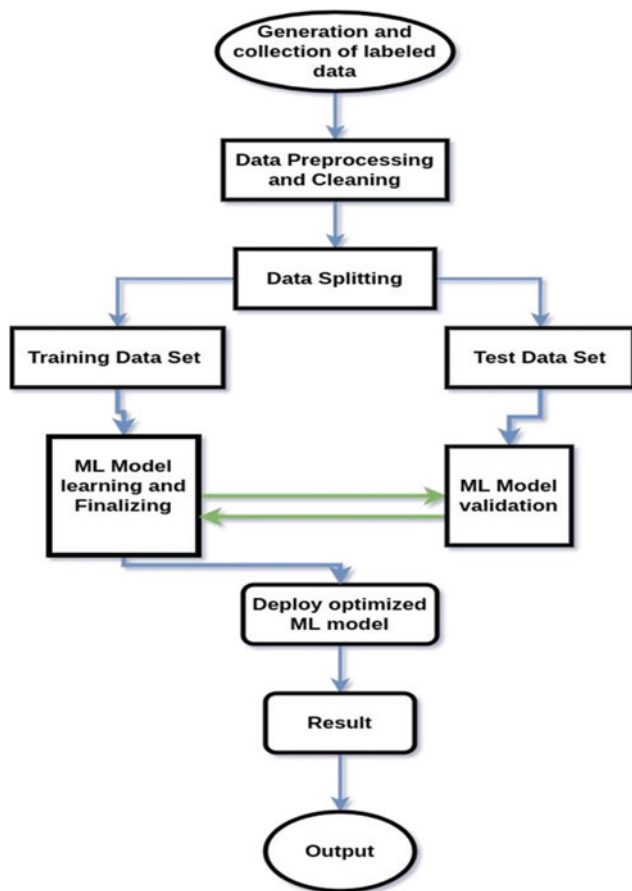 Generation and
collection of labeled
data
Data Preprocessing
and Cleaning
Data Splitting
Training Data Set
Test Data Set
ML Model
learning and
Finalizing
ML Model
validation
Deploy optimized
ML model
Result
Output